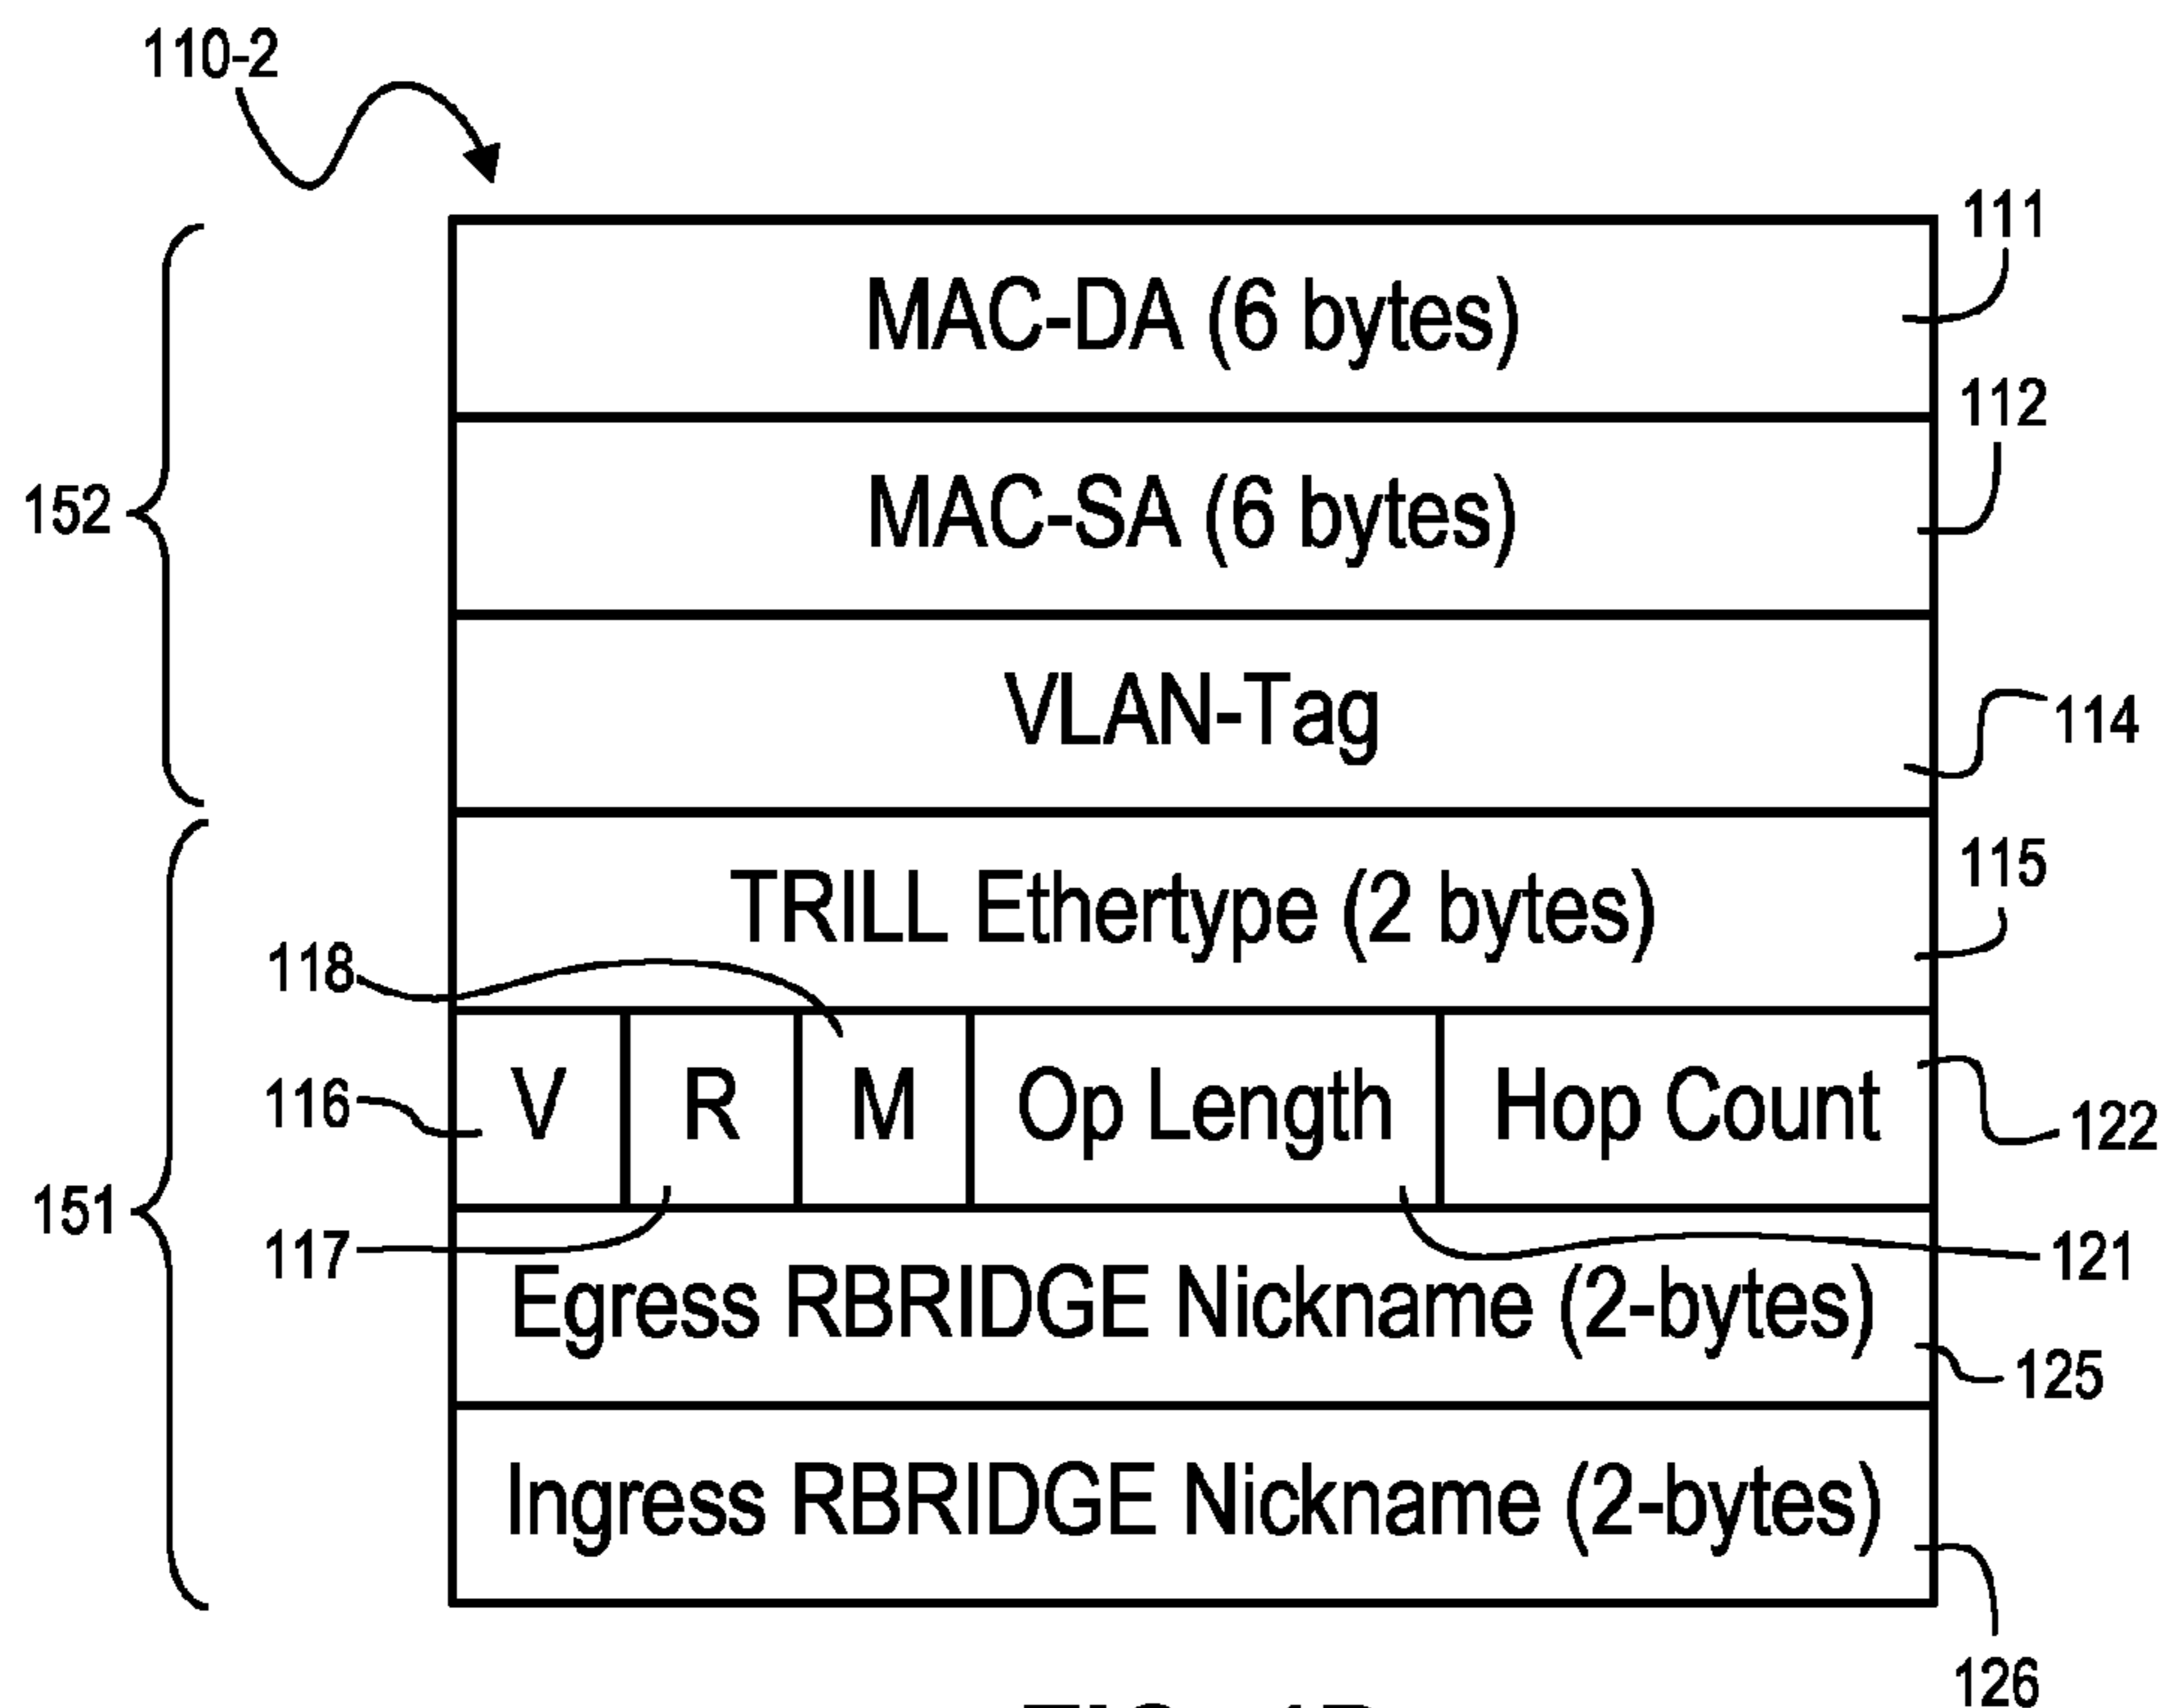 110-2
111
MAC-DA (6 bytes)
112
152
MAC-SA (6 bytes)
VLAN-Tag
114
115
TRILL Ethertype (2 bytes)
118
116
V R M Op Length Hop Count
122
151
117
121
Egress RBRIDGE Nickname (2-bytes)
125
Ingress RBRIDGE Nickname (2-bytes)
126